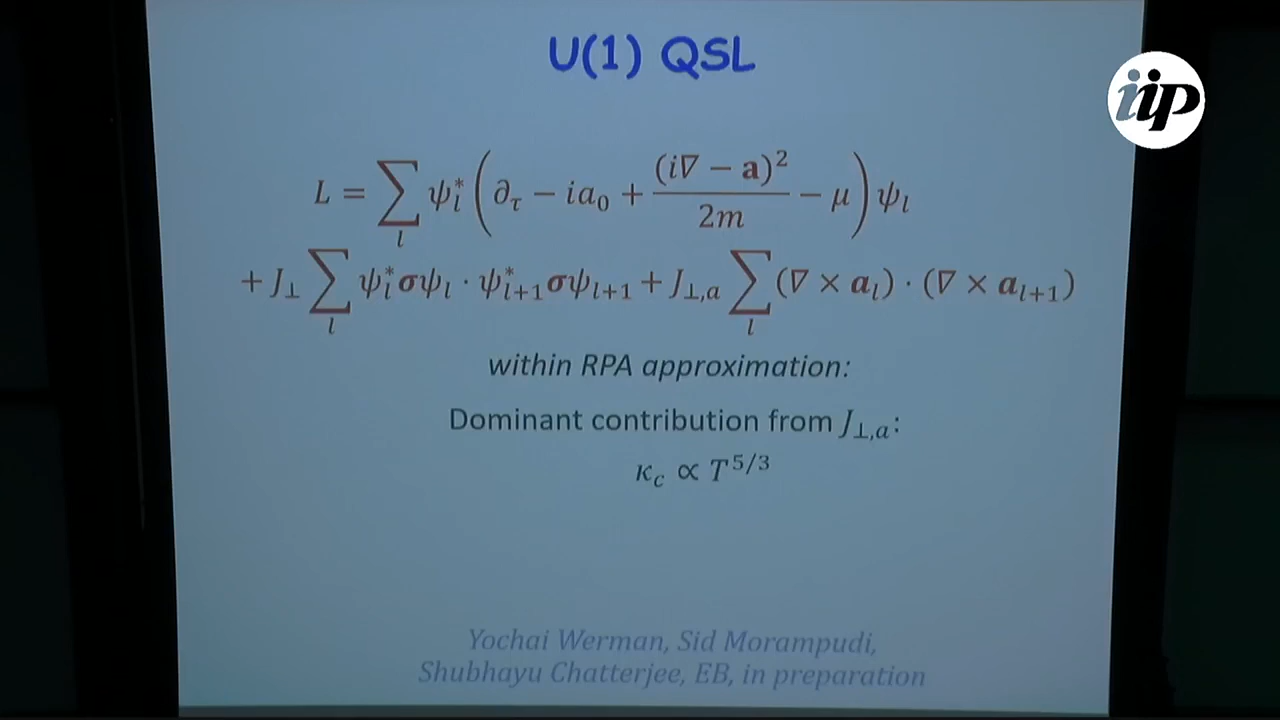 U(1) QSL
iip
L = ∑_l ψ_l^* (∂_τ − ia_0 + (i∇ − a)^2 / 2m − μ) ψ_l
+ J_⊥ ∑_l ψ_l^* σψ_l · ψ_{l+1}^* σψ_{l+1} + J_{⊥,a} ∑_l (∇ × a_l) · (∇ × a_{l+1})
within RPA approximation:
Dominant contribution from J_{⊥,a}:
κ_c ∝ T^{5/3}
Yochai Werman, Sid Morampudi,
Shubhayu Chatterjee, EB, in preparation